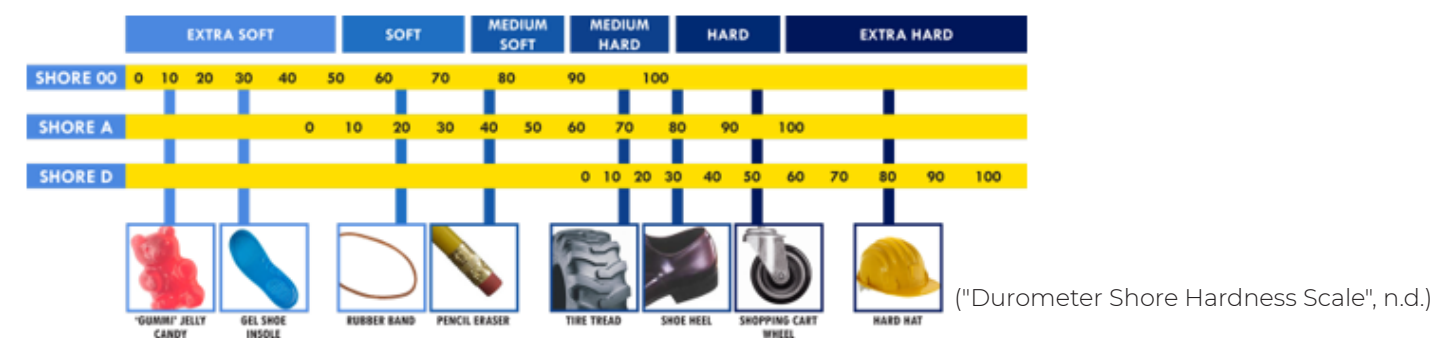 EXTRA SOFT SOFT MEDIUM SOFT MEDIUM HARD HARD EXTRA HARD
SHORE 00 0 10 20 30 40 50 60 70 80 90 100
SHORE A 0 10 20 30 40 50 60 70 80 90 100
SHORE D 0 10 20 30 40 50 60 70 80 90 100
"GUMMI" JELLY CANDY
GEL SHOE INSOLE
RUBBER BAND
PENCIL ERASER
TIRE TREAD
SHOE HEEL
SHOPPING CART WHEEL
HARD HAT
("Durometer Shore Hardness Scale", n.d.)